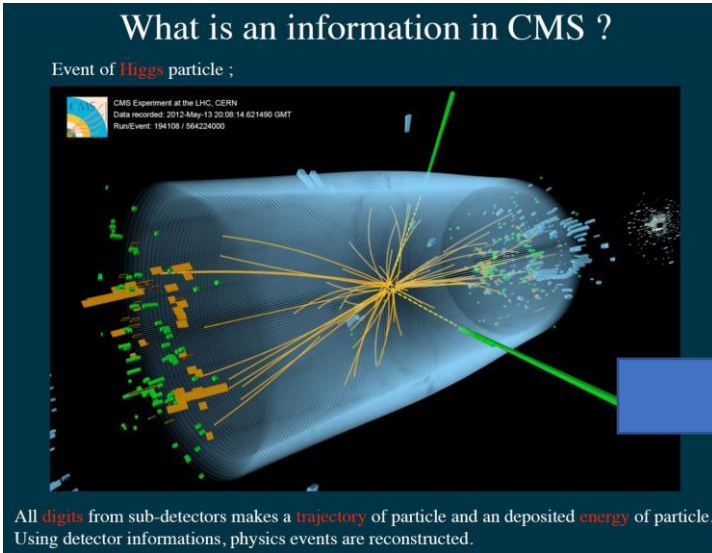 What is an information in CMS ?
Event of Higgs particle ;
CMS
CMS Experiment at the LHC, CERN
Data recorded: 2012-May-13 20:08:14.621490 GMT
Run/Event: 194108 / 564224000
All digits from sub-detectors makes a trajectory of particle and an deposited energy of particle.
Using detector informations, physics events are reconstructed.